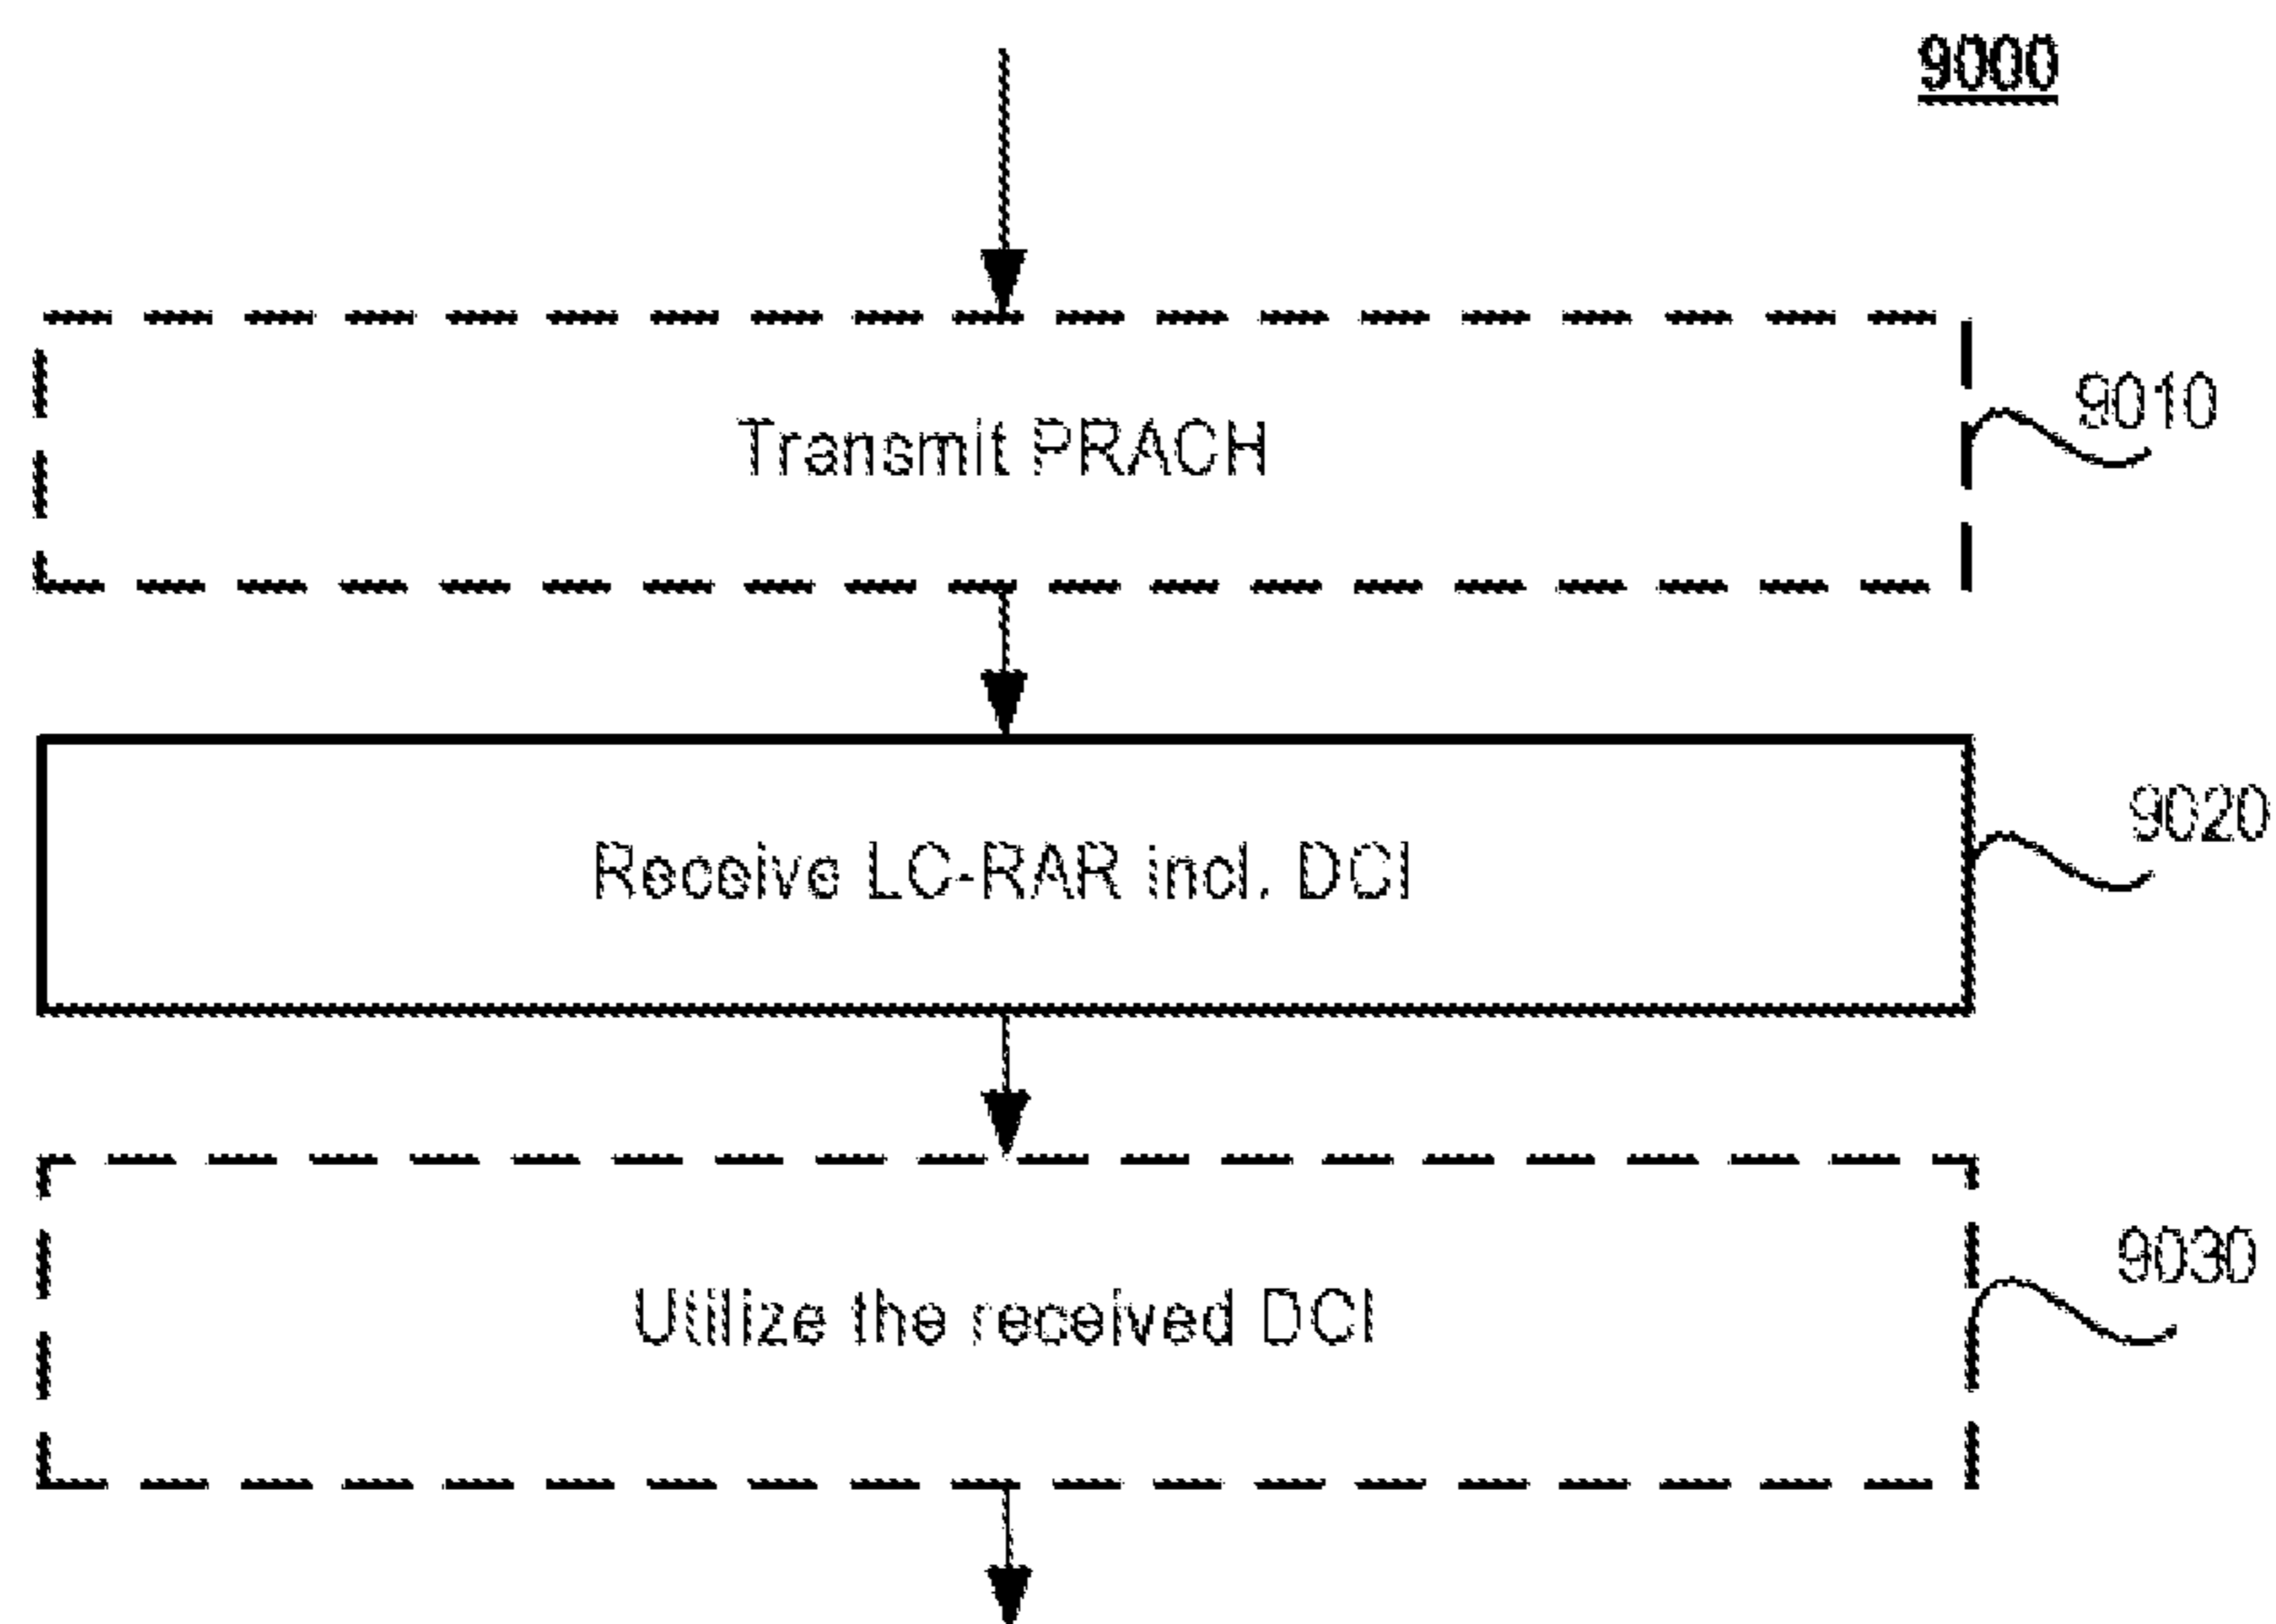 9000
Transmit PRACH
9010
Receive LC-RAR incl. DCI
9020
Utilize the received DCI
9030